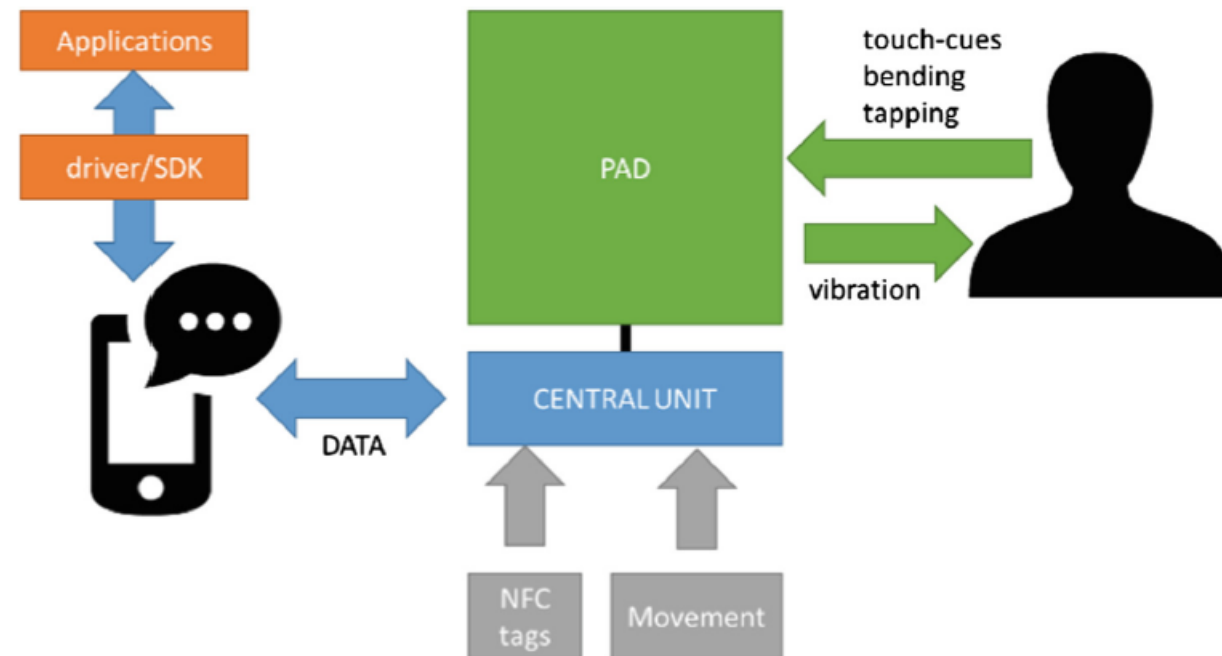 Applications
driver/SDK
DATA
PAD
CENTRAL UNIT
NFC
tags
Movement
touch-cues
bending
tapping
vibration